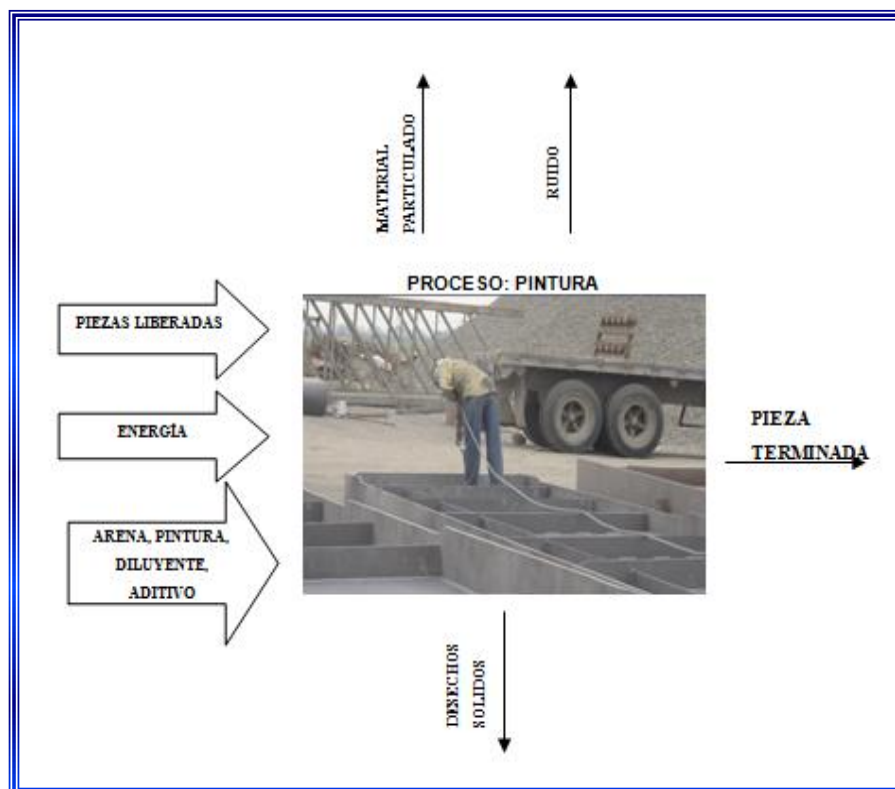 MATERIAL
PARTICULADO
RUIDO
PROCESO: PINTURA
PIEZAS LIBERADAS
ENERGÍA
ARENA, PINTURA,
DILUYENTE,
ADITIVO
PIEZA
TERMINADA
DESECHOS
SOLIDOS